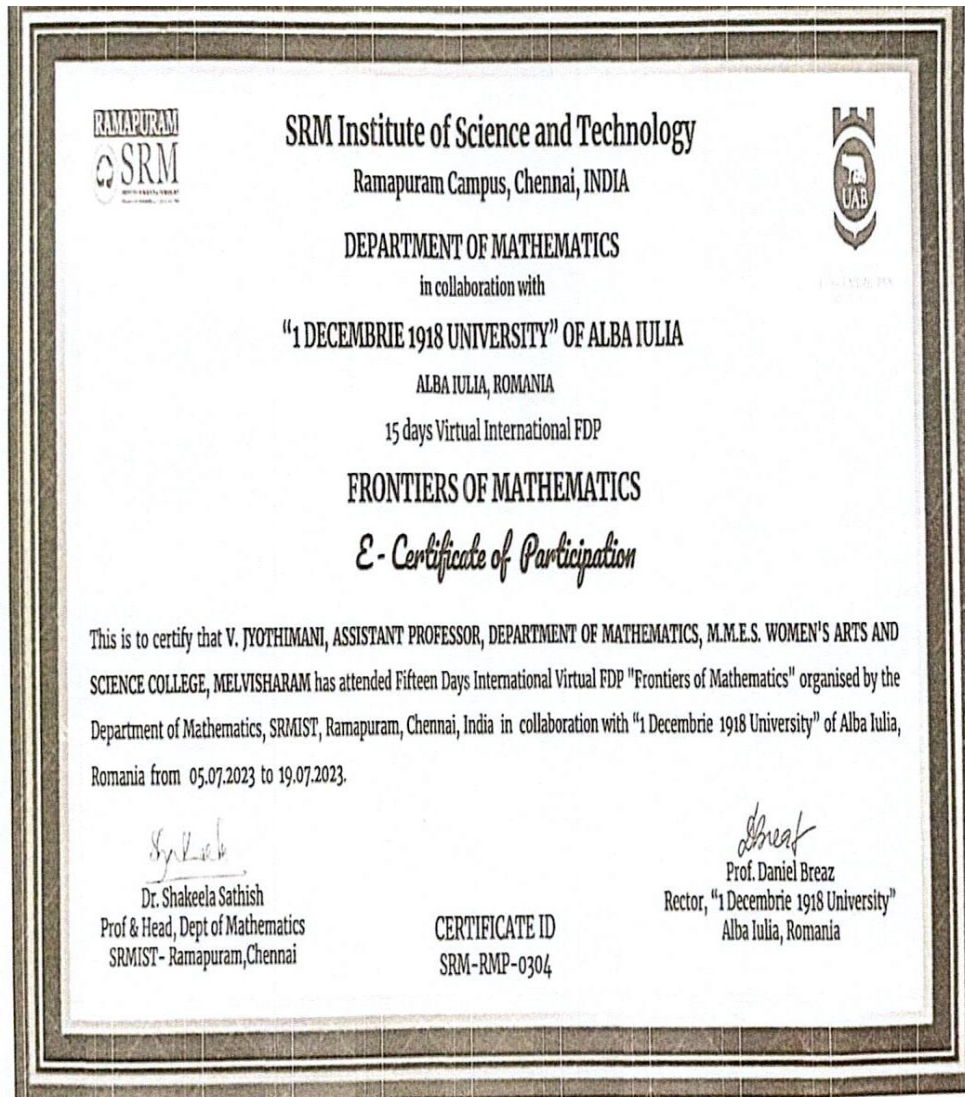 RAMAPURAM
SRM
UAB
SRM Institute of Science and Technology
Ramapuram Campus, Chennai, INDIA
DEPARTMENT OF MATHEMATICS
in collaboration with
“1 DECEMBRIE 1918 UNIVERSITY” OF ALBA IULIA
ALBA IULIA, ROMANIA
15 days Virtual International FDP
FRONTIERS OF MATHEMATICS
E - Certificate of Participation
This is to certify that V. JYOTHIMANI, ASSISTANT PROFESSOR, DEPARTMENT OF MATHEMATICS, M.M.E.S. WOMEN'S ARTS AND
SCIENCE COLLEGE, MELVISHARAM has attended Fifteen Days International Virtual FDP "Frontiers of Mathematics" organised by the
Department of Mathematics, SRMIST, Ramapuram, Chennai, India in collaboration with “1 Decembrie 1918 University” of Alba Iulia,
Romania from 05.07.2023 to 19.07.2023.
Dr. Shakeela Sathish
Prof & Head, Dept of Mathematics
SRMIST- Ramapuram,Chennai
CERTIFICATE ID
SRM-RMP-0304
Prof. Daniel Breaz
Rector, “1 Decembrie 1918 University”
Alba Iulia, Romania